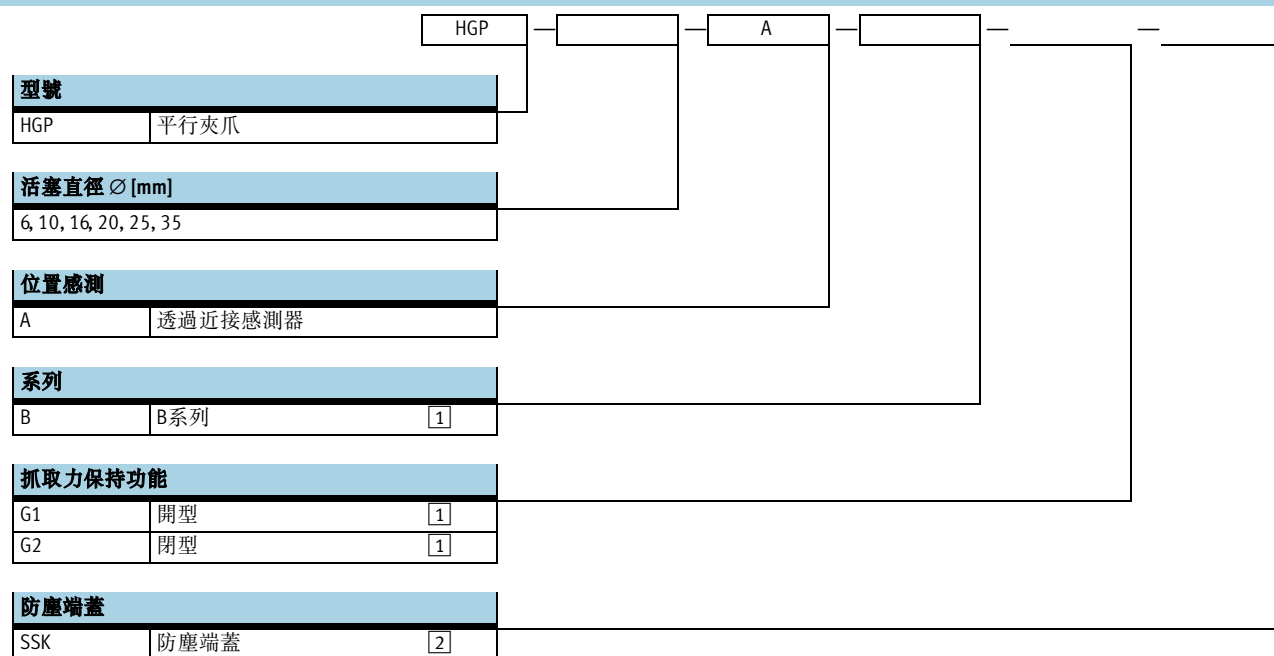 HGP — — A — — —
型號
HGP 平行夾爪
活塞直徑 ∅ [mm]
6, 10, 16, 20, 25, 35
位置感測
A 透過近接感測器
系列
B B系列 1
抓取力保持功能
G1 開型 1
G2 閉型 1
防塵端蓋
SSK 防塵端蓋 2